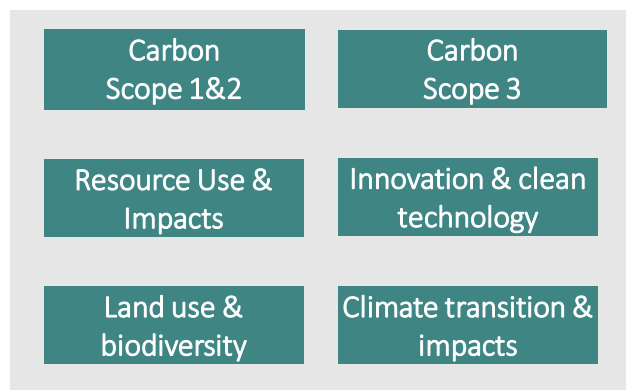 Carbon
Scope 1&2
Carbon
Scope 3
Resource Use &
Impacts
Innovation & clean
technology
Land use &
biodiversity
Climate transition &
impacts